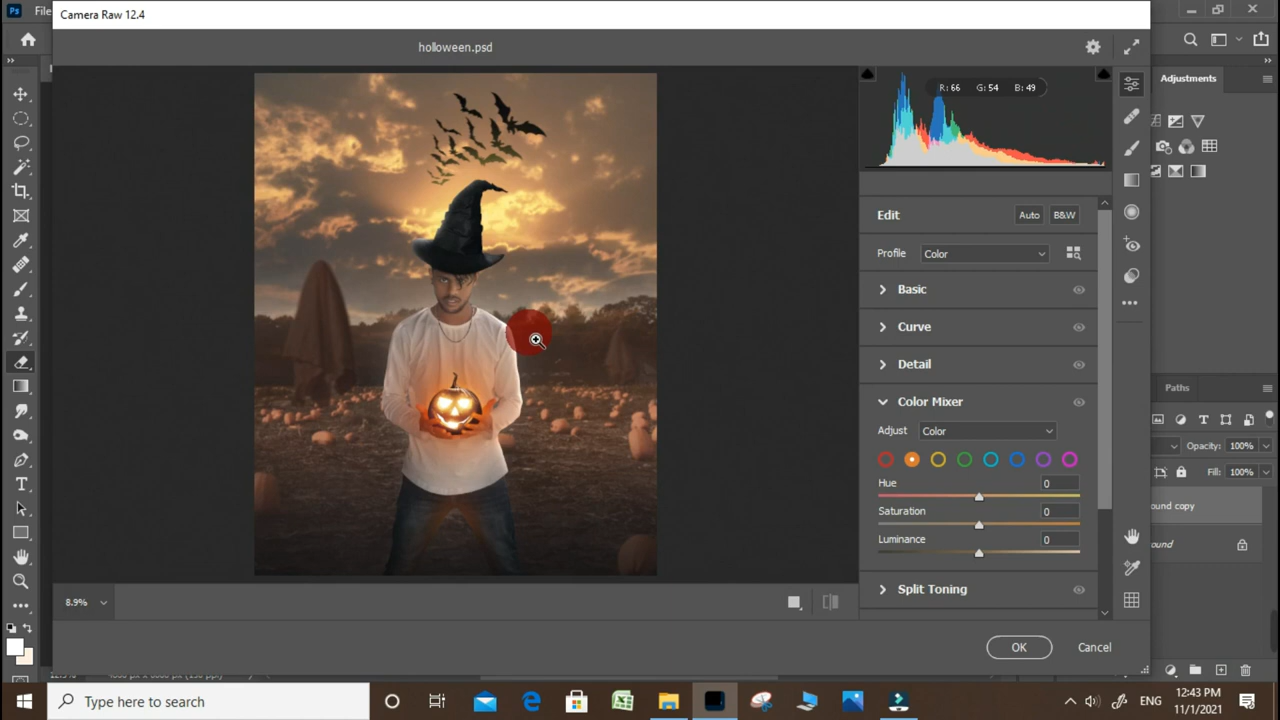 Camera Raw 12.4
Ps File
holloween.psd
R: 66 G: 54 B: 49
Adjustments
Edit Auto B&W
Profile Color
Basic
Curve
Detail
Paths
Color Mixer
Adjust Color
Opacity: 100%
Fill: 100%
Hue 0
Saturation 0
ound copy
Luminance 0
ound
Split Toning
8.9%
OK Cancel
Type here to search
ENG
12:43 PM
11/1/2021